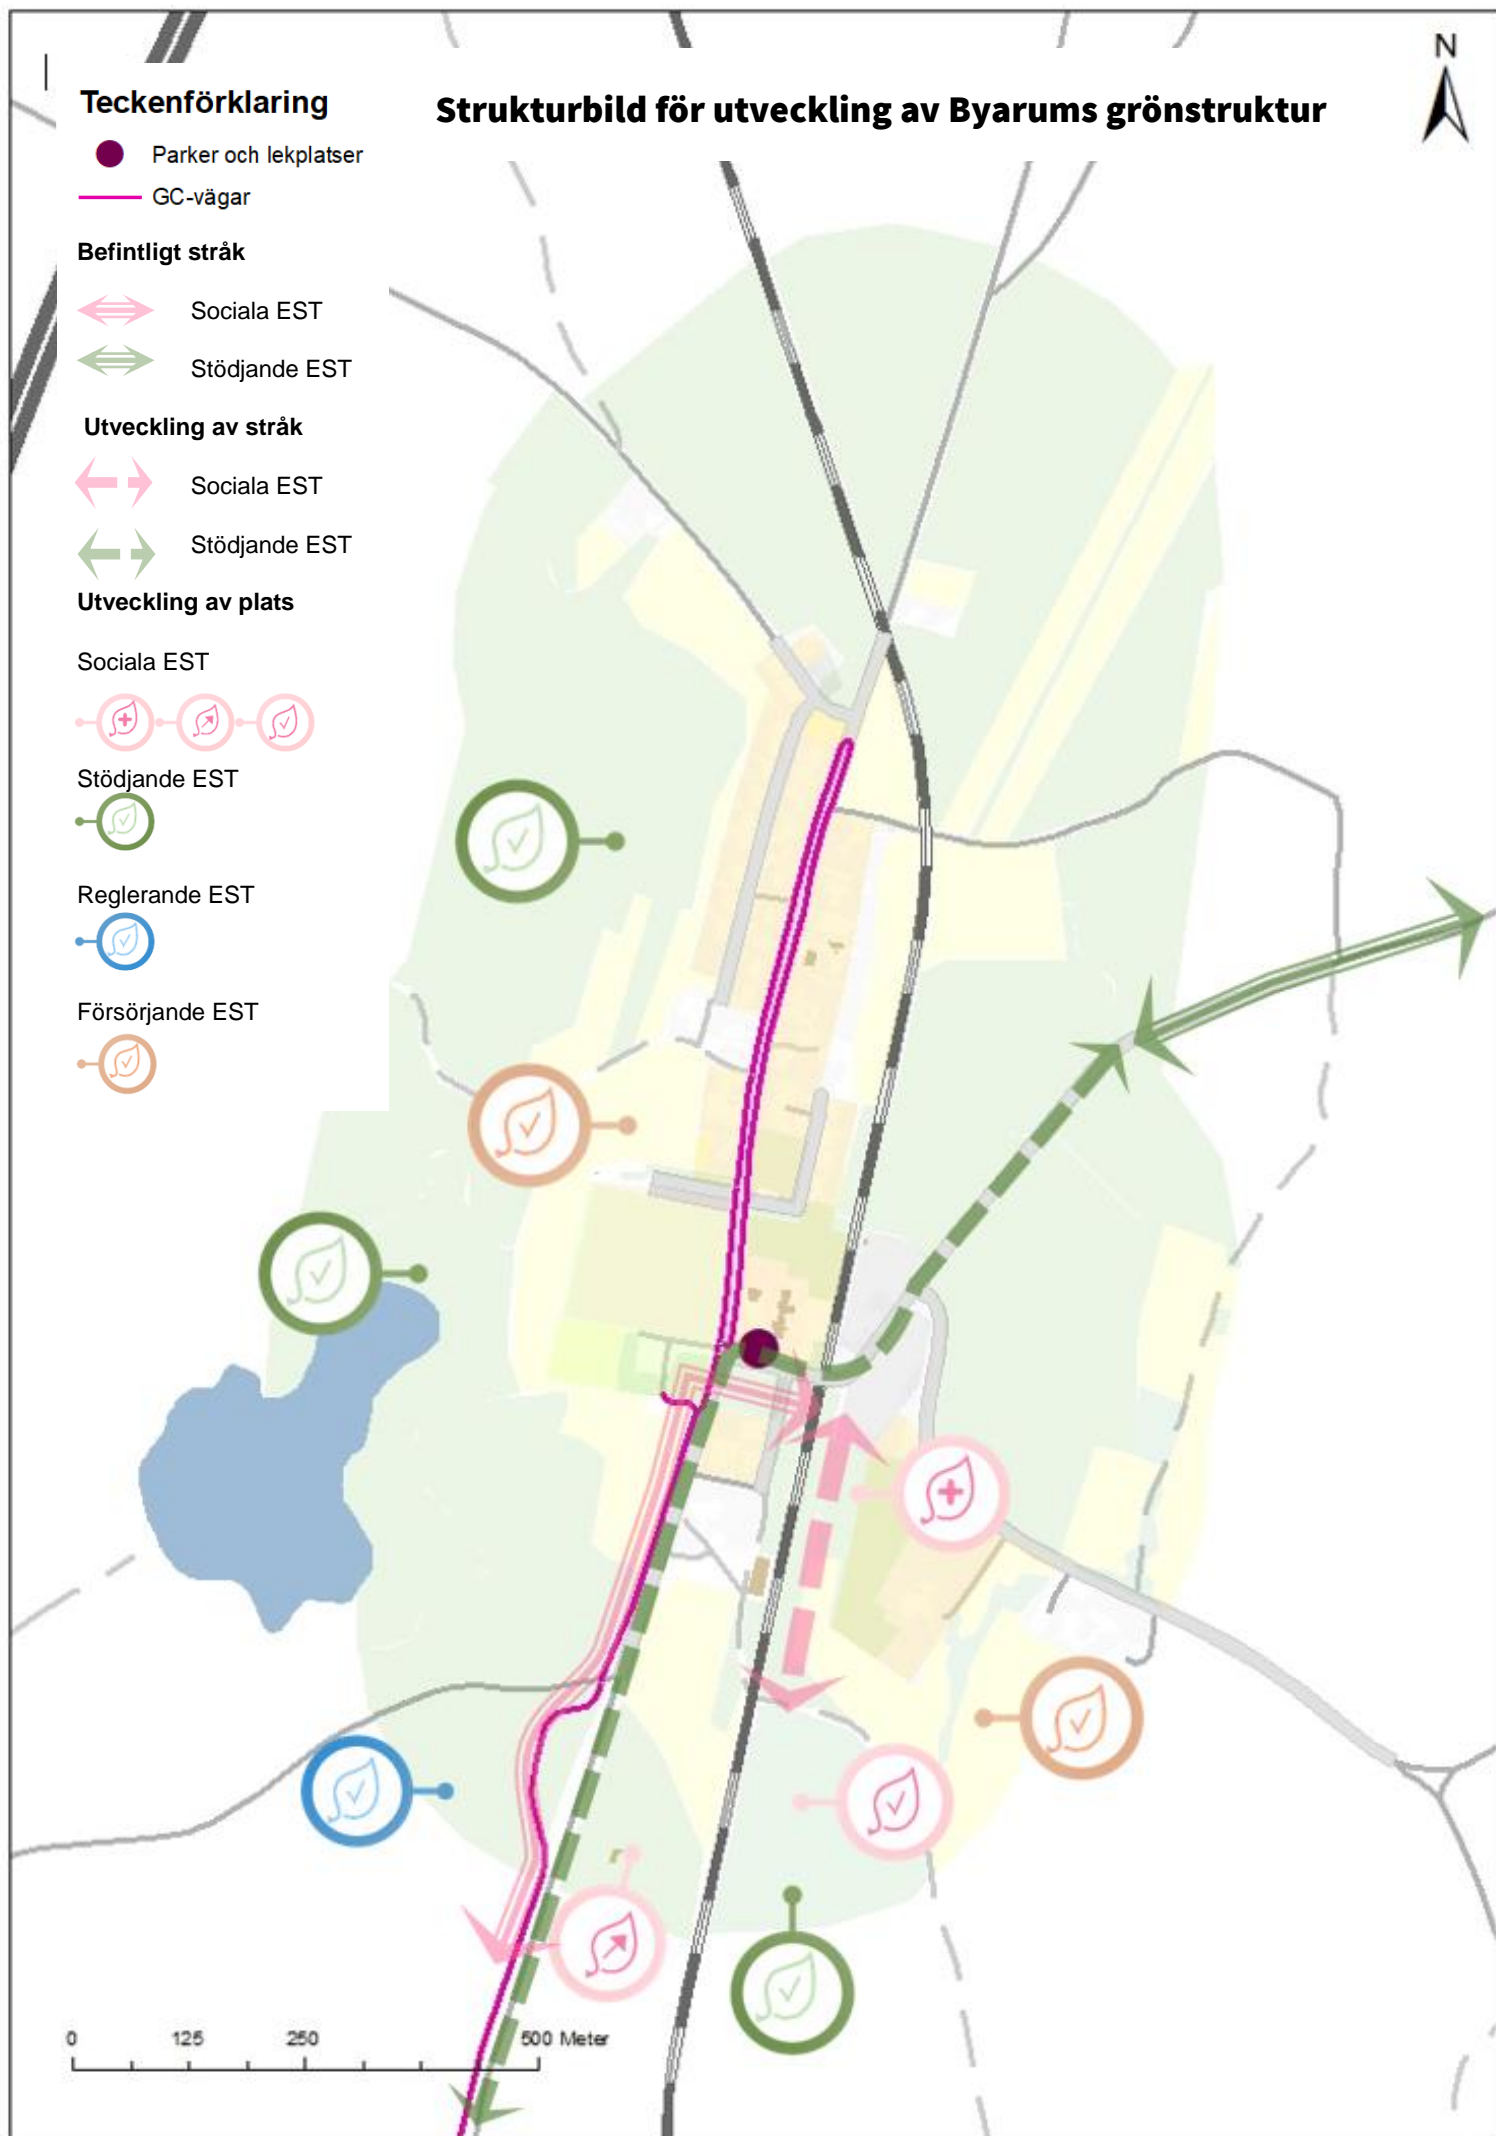 N
Teckenförklaring
Strukturbild för utveckling av Byarums grönstruktur
Parker och lekplatser
GC-vägar
Befintligt stråk
Sociala EST
Stödjande EST
Utveckling av stråk
Sociala EST
Stödjande EST
Utveckling av plats
Sociala EST
Stödjande EST
Reglerande EST
Försörjande EST
0 125 250 500 Meter